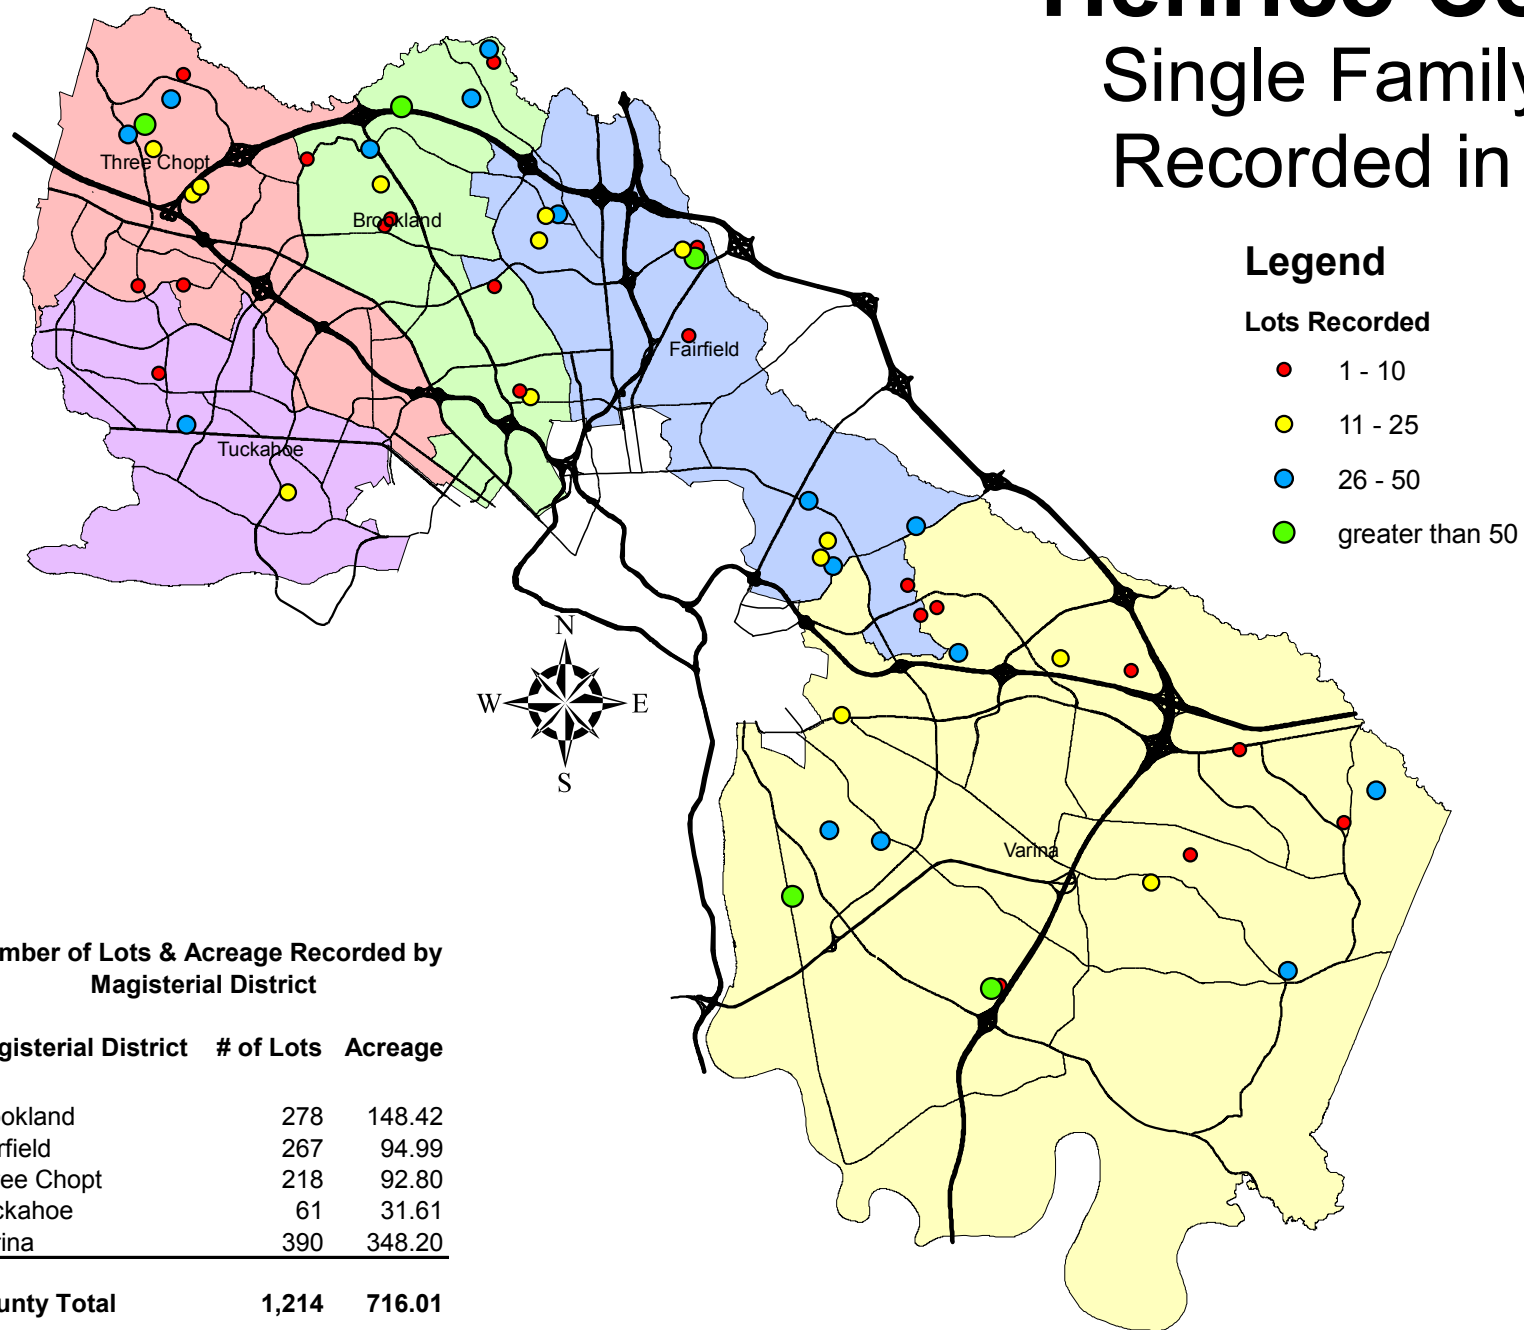 Single Family
Recorded in
Legend
Lots Recorded
1 - 10
11 - 25
26 - 50
greater than 50
Three Chopt
Brookland
Fairfield
Tuckahoe
Varina
N
W E
S
mber of Lots & Acreage Recorded by
Magisterial District
gisterial District # of Lots Acreage
ookland 278 148.42
rfield 267 94.99
ree Chopt 218 92.80
ckahoe 61 31.61
rina 390 348.20
unty Total 1,214 716.01